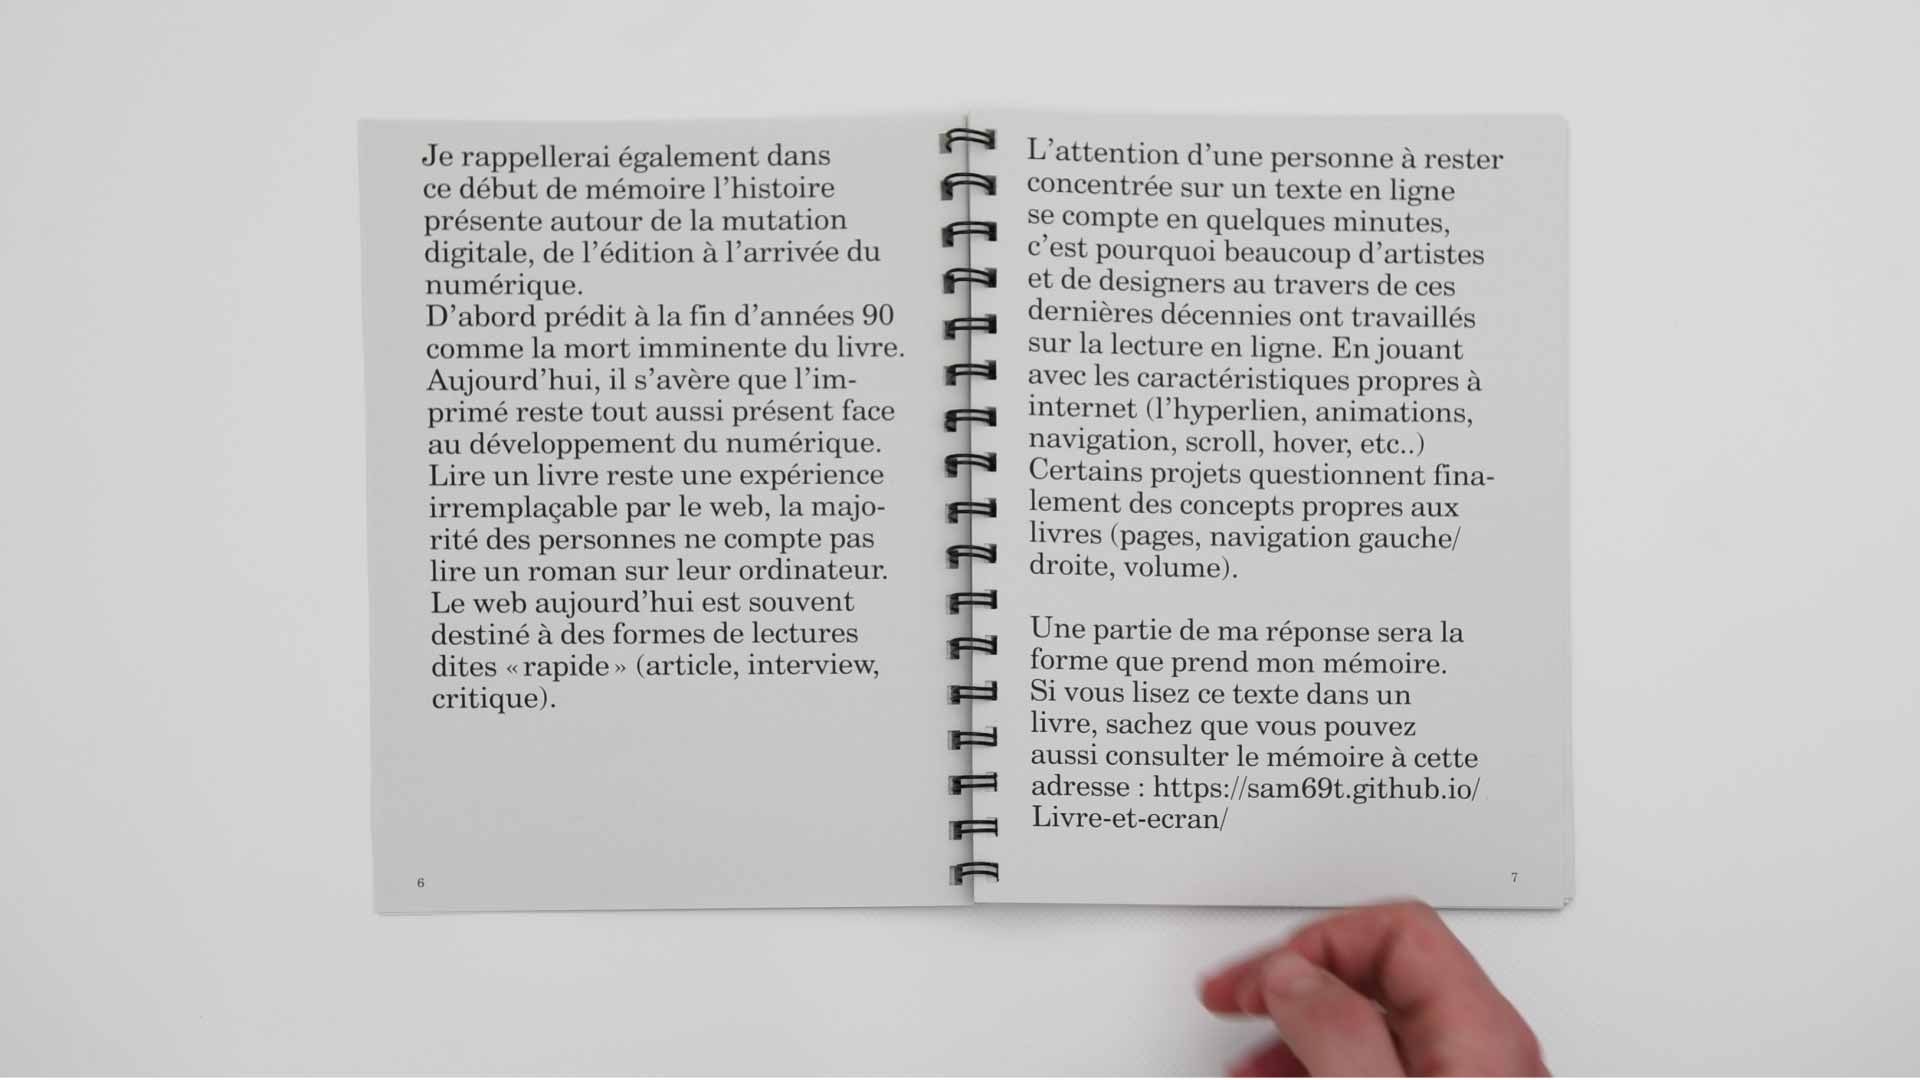 Je rappellerai également dans
ce début de mémoire l’histoire
présente autour de la mutation
digitale, de l’édition à l’arrivée du
numérique.
D’abord prédit à la fin d’années 90
comme la mort imminente du livre.
Aujourd’hui, il s’avère que l’im-
primé reste tout aussi présent face
au développement du numérique.
Lire un livre reste une expérience
irremplaçable par le web, la majo-
rité des personnes ne compte pas
lire un roman sur leur ordinateur.
Le web aujourd’hui est souvent
destiné à des formes de lectures
dites « rapide » (article, interview,
critique).
6
L’attention d’une personne à rester
concentrée sur un texte en ligne
se compte en quelques minutes,
c’est pourquoi beaucoup d’artistes
et de designers au travers de ces
dernières décennies ont travaillés
sur la lecture en ligne. En jouant
avec les caractéristiques propres à
internet (l’hyperlien, animations,
navigation, scroll, hover, etc..)
Certains projets questionnent fina-
lement des concepts propres aux
livres (pages, navigation gauche/
droite, volume).
Une partie de ma réponse sera la
forme que prend mon mémoire.
Si vous lisez ce texte dans un
livre, sachez que vous pouvez
aussi consulter le mémoire à cette
adresse : https://sam69t.github.io/
Livre-et-ecran/
7